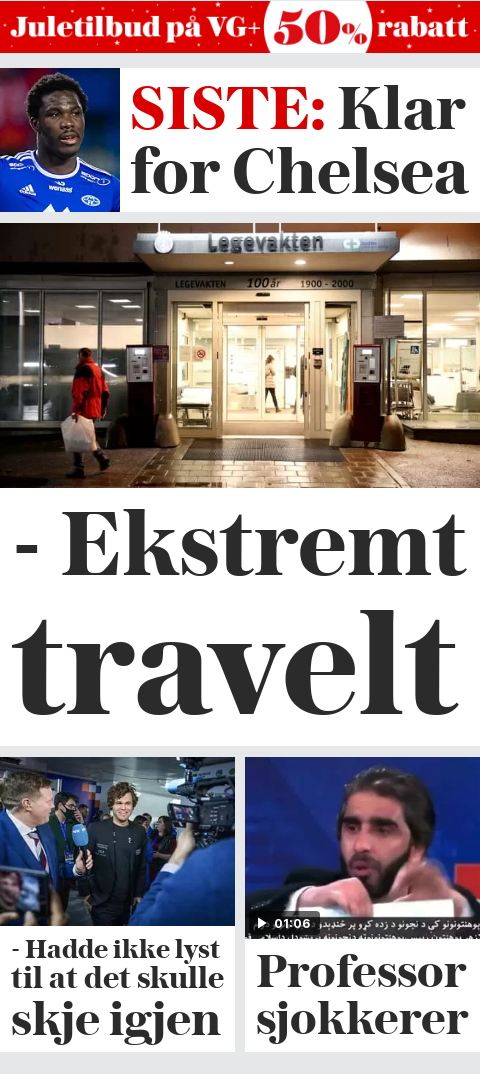 Juletilbud på VG+ 50% rabatt
SISTE: Klar
for Chelsea
Legevakten
LEGEVAKTEN 100 år 1900 - 2000
- Ekstremt
travelt
01:06
- Hadde ikke lyst
til at det skulle
skje igjen
Professor
sjokkerer